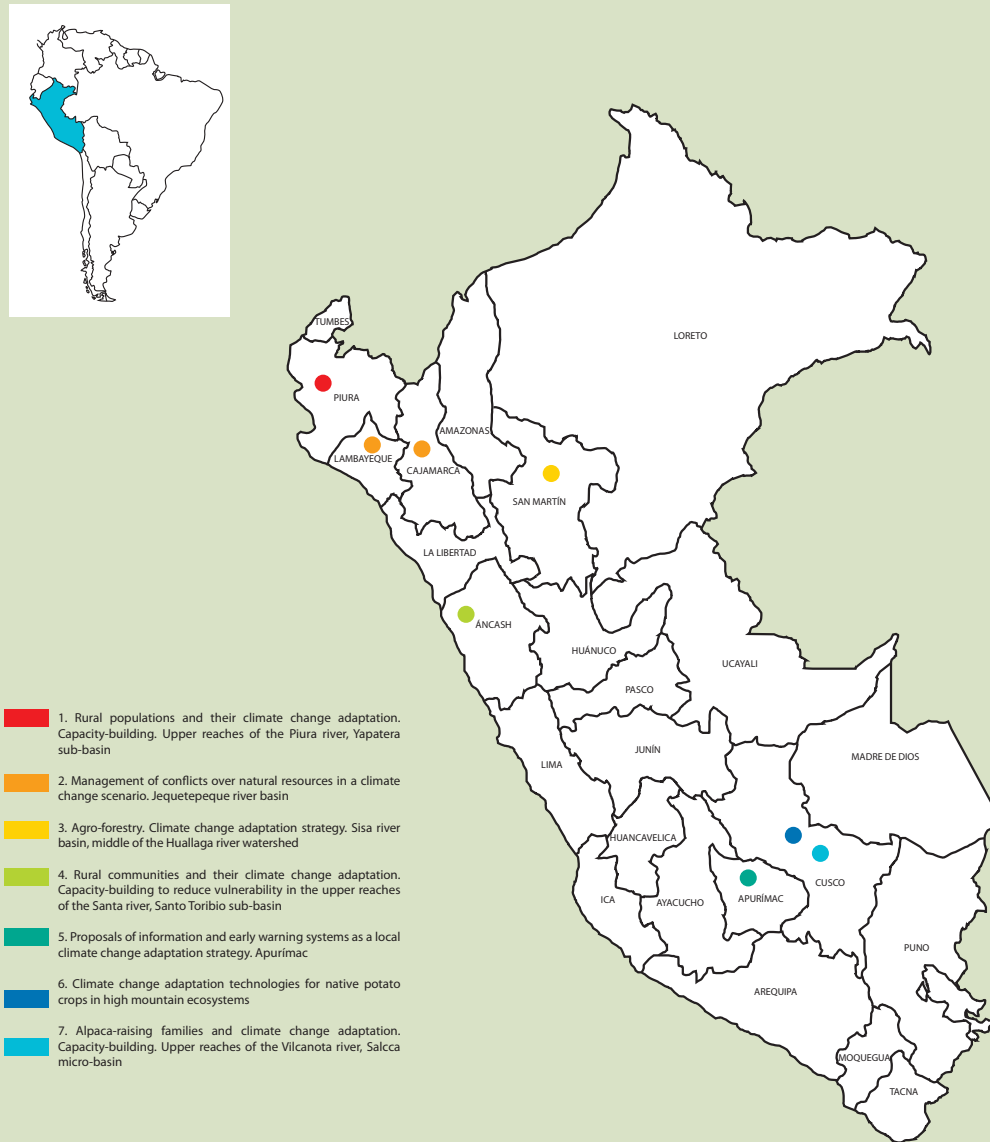 TUMBES
LORETO
PIURA
AMAZONAS
LAMBAYEQUE
CAJAMARCA
SAN MARTÍN
LA LIBERTAD
ÁNCASH
HUÁNUCO
UCAYALI
PASCO
1. Rural populations and their climate change adaptation.
Capacity-building. Upper reaches of the Piura river, Yapatera
sub-basin
2. Management of conflicts over natural resources in a climate
change scenario. Jequetepeque river basin
3. Agro-forestry. Climate change adaptation strategy. Sisa river
basin, middle of the Huallaga river watershed
4. Rural communities and their climate change adaptation.
Capacity-building to reduce vulnerability in the upper reaches
of the Santa river, Santo Toribio sub-basin
5. Proposals of information and early warning systems as a local
climate change adaptation strategy. Apurímac
6. Climate change adaptation technologies for native potato
crops in high mountain ecosystems
7. Alpaca-raising families and climate change adaptation.
Capacity-building. Upper reaches of the Vilcanota river, Salcca
micro-basin
JUNÍN
LIMA
MADRE DE DIOS
HUANCAVELICA
CUSCO
ICA
AYACUCHO
APURÍMAC
PUNO
AREQUIPA
MOQUEGUA
TACNA